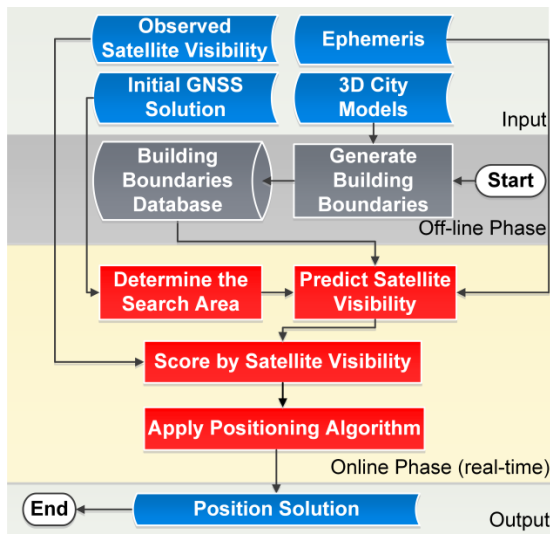 Observed
Satellite Visibility
Ephemeris
Initial GNSS
Solution
3D City
Models
Input
Building
Boundaries
Database
Generate
Building
Boundaries
Start
Off-line Phase
Determine the
Search Area
Predict Satellite
Visibility
Score by Satellite Visibility
Apply Positioning Algorithm
Online Phase (real-time)
End
Position Solution
Output